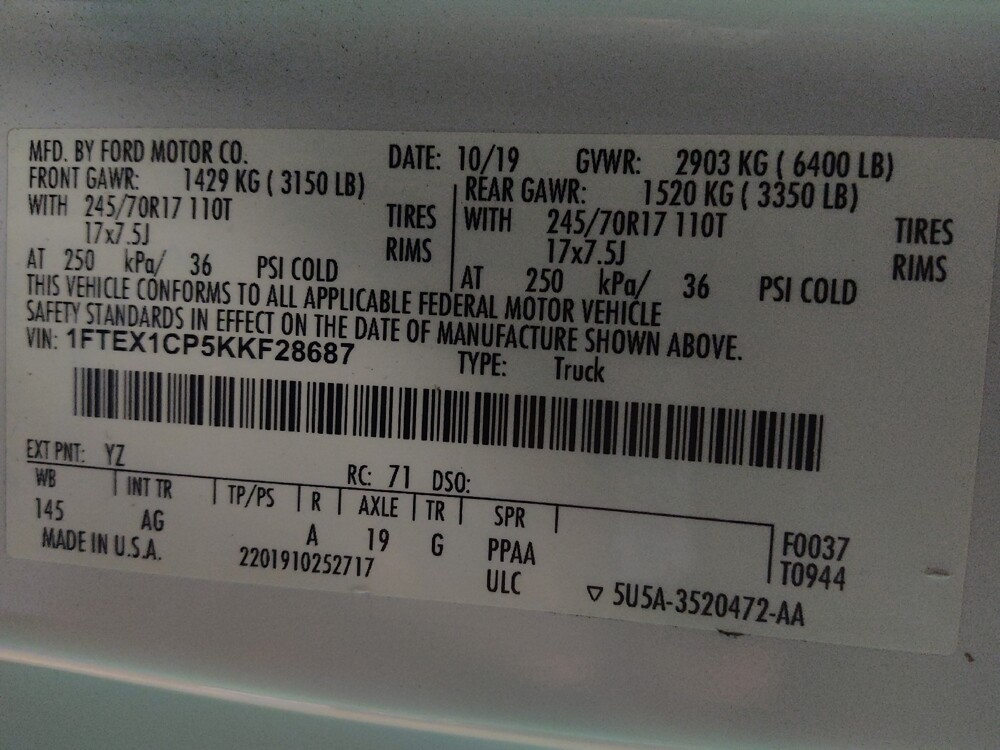 MFD. BY FORD MOTOR CO. DATE: 10/19 GVWR: 2903 KG ( 6400 LB)
FRONT GAWR: 1429 KG ( 3150 LB) REAR GAWR: 1520 KG ( 3350 LB)
WITH 245/70R17 110T TIRES WITH 245/70R17 110T TIRES
17x7.5J RIMS 17x7.5J RIMS
AT 250 kPa/ 36 PSI COLD AT 250 kPa/ 36 PSI COLD
THIS VEHICLE CONFORMS TO ALL APPLICABLE FEDERAL MOTOR VEHICLE
SAFETY STANDARDS IN EFFECT ON THE DATE OF MANUFACTURE SHOWN ABOVE.
VIN: 1FTEX1CP5KKF28687 TYPE: Truck
EXT PNT: YZ RC: 71 DSO:
WB INT TR TP/PS R AXLE TR SPR
145 AG A 19 G PPAA F0037
MADE IN U.S.A. 2201910252717 ULC T0944
5U5A-3520472-AA